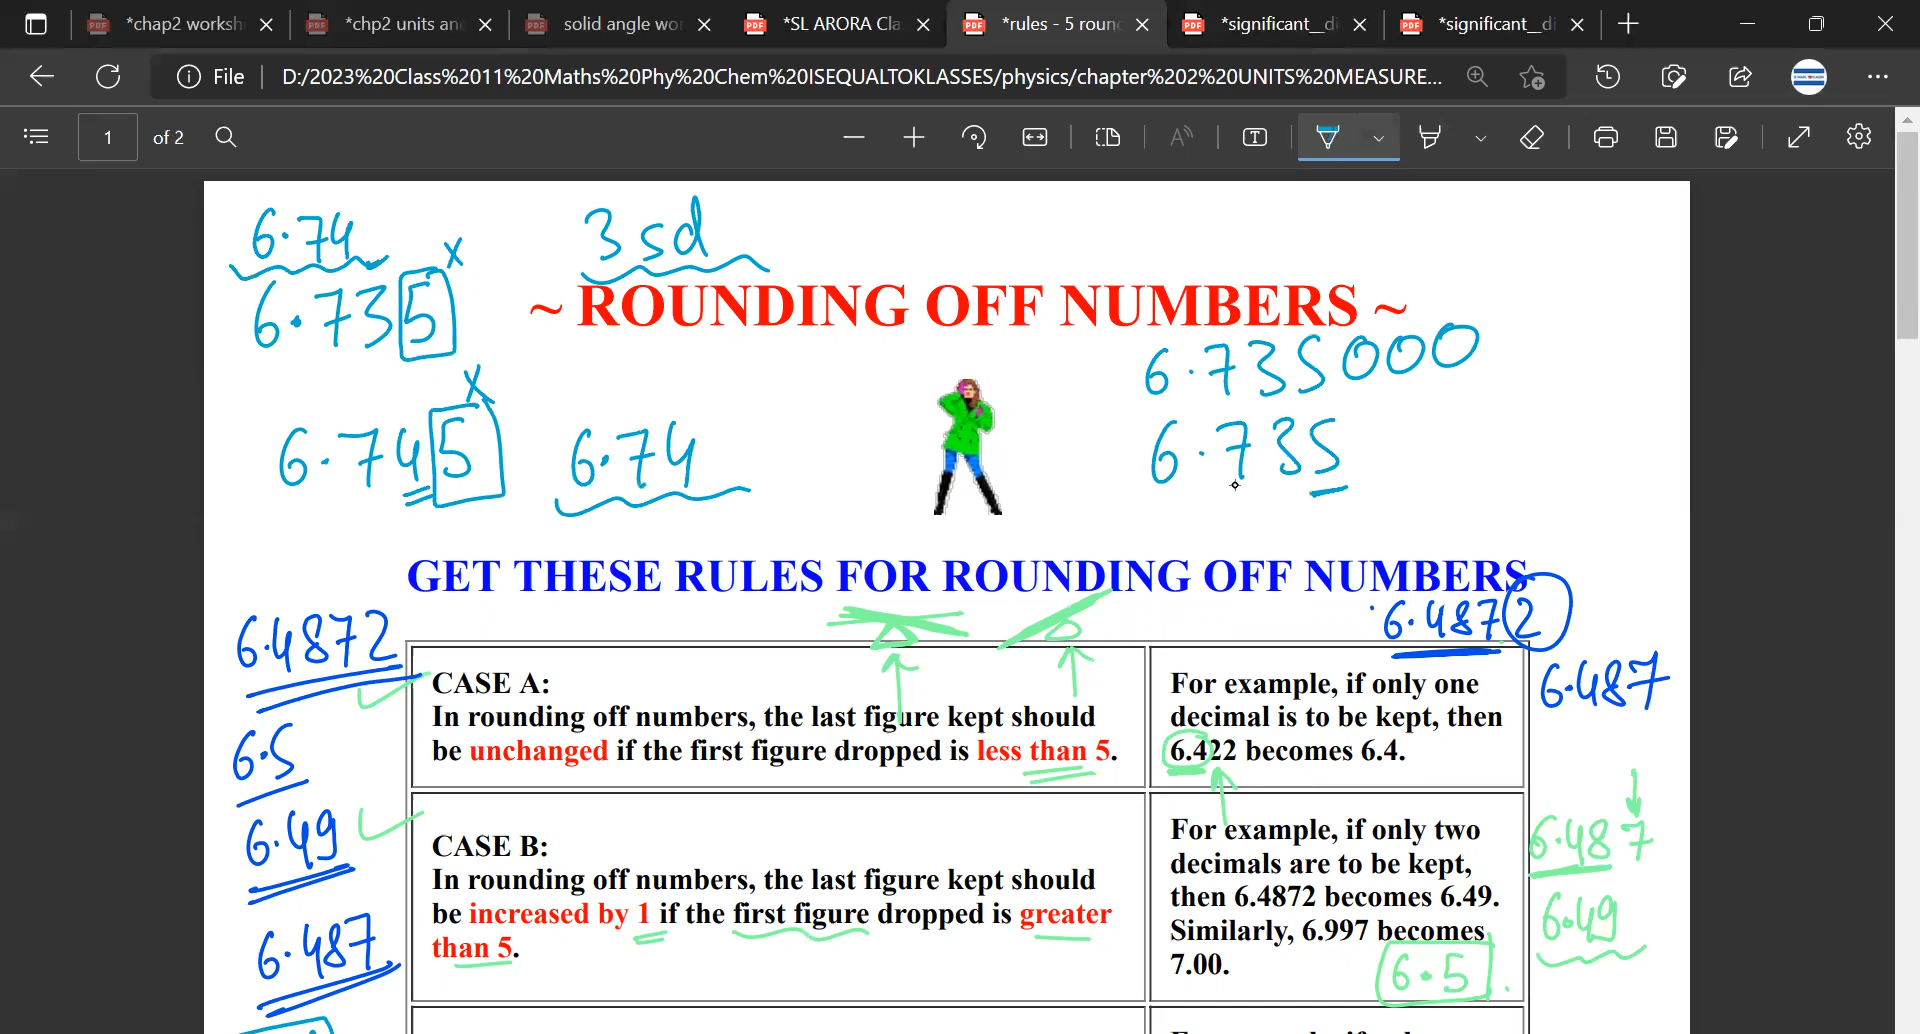 *chap2 worksh
*chp2 units an
solid angle wo
*SL ARORA Cla
*rules - 5 roun
*significant_di
*significant_di
File D:/2023%20Class%2011%20Maths%20Phy%20Chem%20ISEQUALTOKLASSES/physics/chapter%202%20UNITS%20MEASURE...
1 of 2
6.74
3 sd
x
6.735
~ ROUNDING OFF NUMBERS ~
6.735000
x
6.745
6.74
6.735
GET THESE RULES FOR ROUNDING OFF NUMBERS
6.4872
6.4872
CASE A:
In rounding off numbers, the last figure kept should
be unchanged if the first figure dropped is less than 5.
For example, if only one
decimal is to be kept, then
6.422 becomes 6.4.
6.487
6.5
6.49
6.487
CASE B:
In rounding off numbers, the last figure kept should
be increased by 1 if the first figure dropped is greater
than 5.
For example, if only two
decimals are to be kept,
then 6.4872 becomes 6.49.
Similarly, 6.997 becomes
7.00.
6.5
6.487
6.49